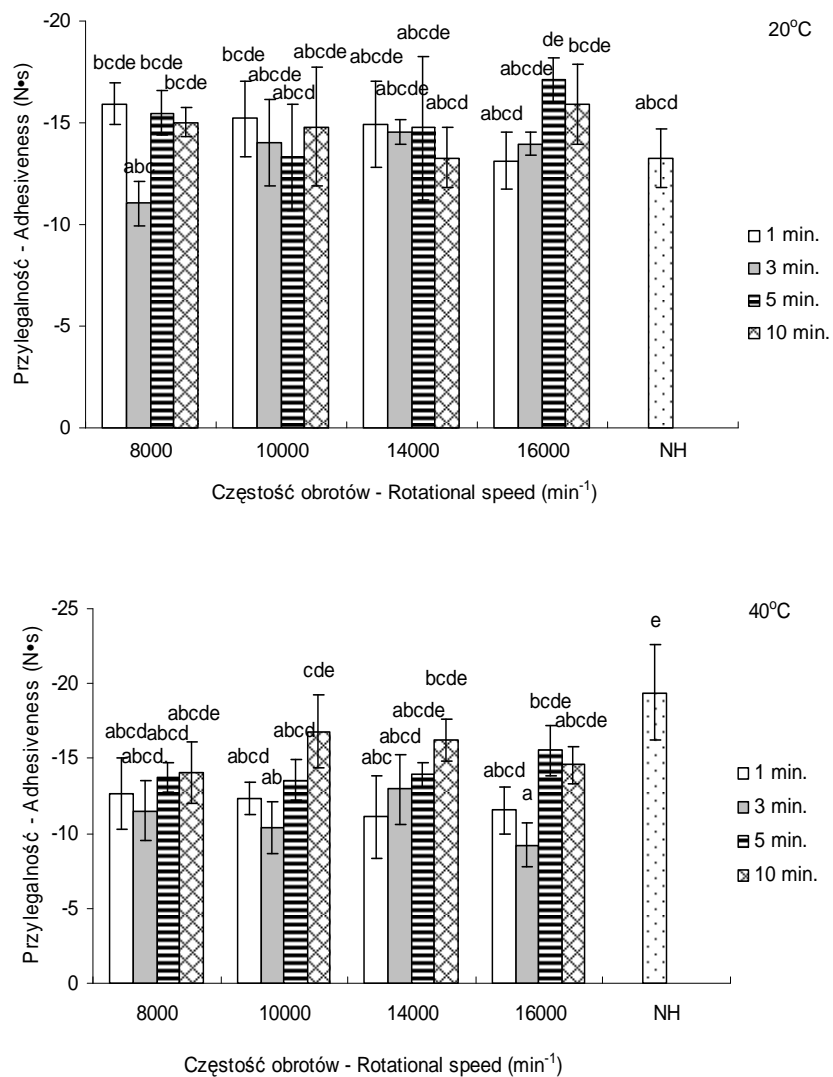 20°C
Przylegalność - Adhesiveness (N•s)
-20
-15
-10
-5
0
bcde
abc
bcde
bcde
bcde
abcde
abcd
abcde
abcde
abcde
abcde
abcd
abcd
abcde
de
bcde
abcd
8000
10000
14000
16000
NH
Częstość obrotów - Rotational speed (min⁻¹)
1 min.
3 min.
5 min.
10 min.
40°C
Przylegalność - Adhesiveness (N•s)
-25
-20
-15
-10
-5
0
abcd
abcd
abcd
abcde
abcd
ab
abcd
cde
abc
abcd
abcde
bcde
abcd
a
bcde
abcde
e
8000
10000
14000
16000
NH
Częstość obrotów - Rotational speed (min⁻¹)
1 min.
3 min.
5 min.
10 min.